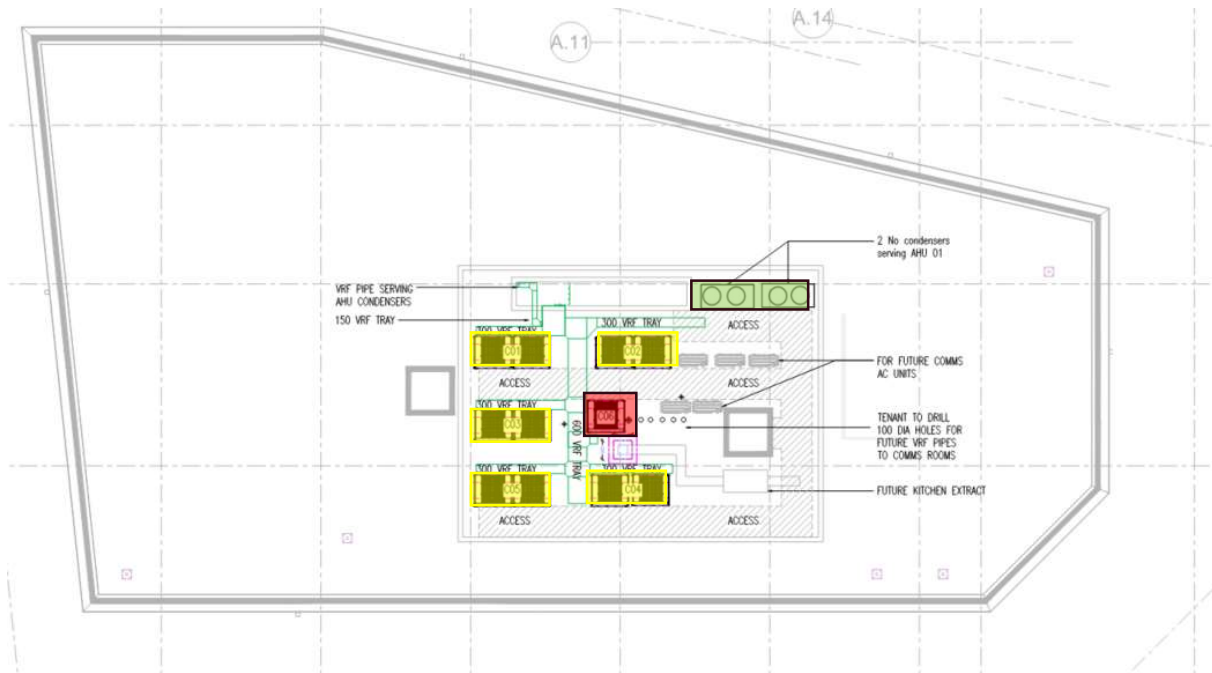 A.11
A.14
2 No condensers
serving AHU 01
VRF PIPE SERVING
AHU CONDENSERS
150 VRF TRAY
300 VRF TRAY
300 VRF TRAY
ACCESS
C01
C02
FOR FUTURE COMMS
AC UNITS
ACCESS
ACCESS
300 VRF TRAY
C03
C06
600 VRF TRAY
TENANT TO DRILL
100 DIA HOLES FOR
FUTURE VRF PIPES
TO COMMS ROOMS
300 VRF TRAY
300 VRF TRAY
C05
C04
FUTURE KITCHEN EXTRACT
ACCESS
ACCESS